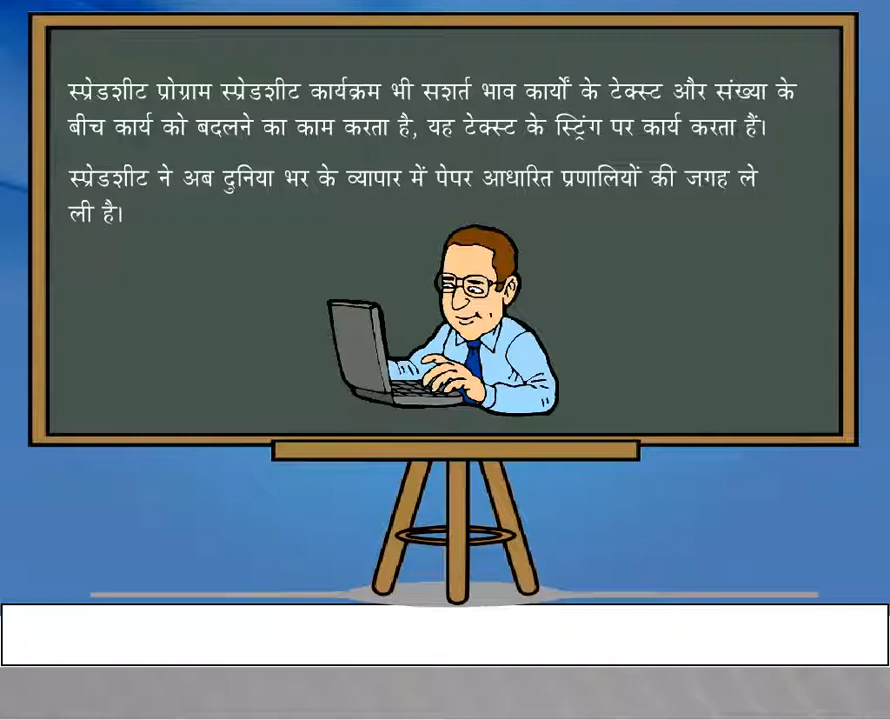 स्प्रेडशीट प्रोग्राम स्प्रेडशीट कार्यक्रम भी सशर्त भाव कार्यों के टेक्स्ट और संख्या के
बीच कार्य को बदलने का काम करता है, यह टेक्स्ट के स्ट्रिंग पर कार्य करता हैं।
स्प्रेडशीट ने अब दुनिया भर के व्यापार में पेपर आधारित प्रणालियों की जगह ले
ली है।